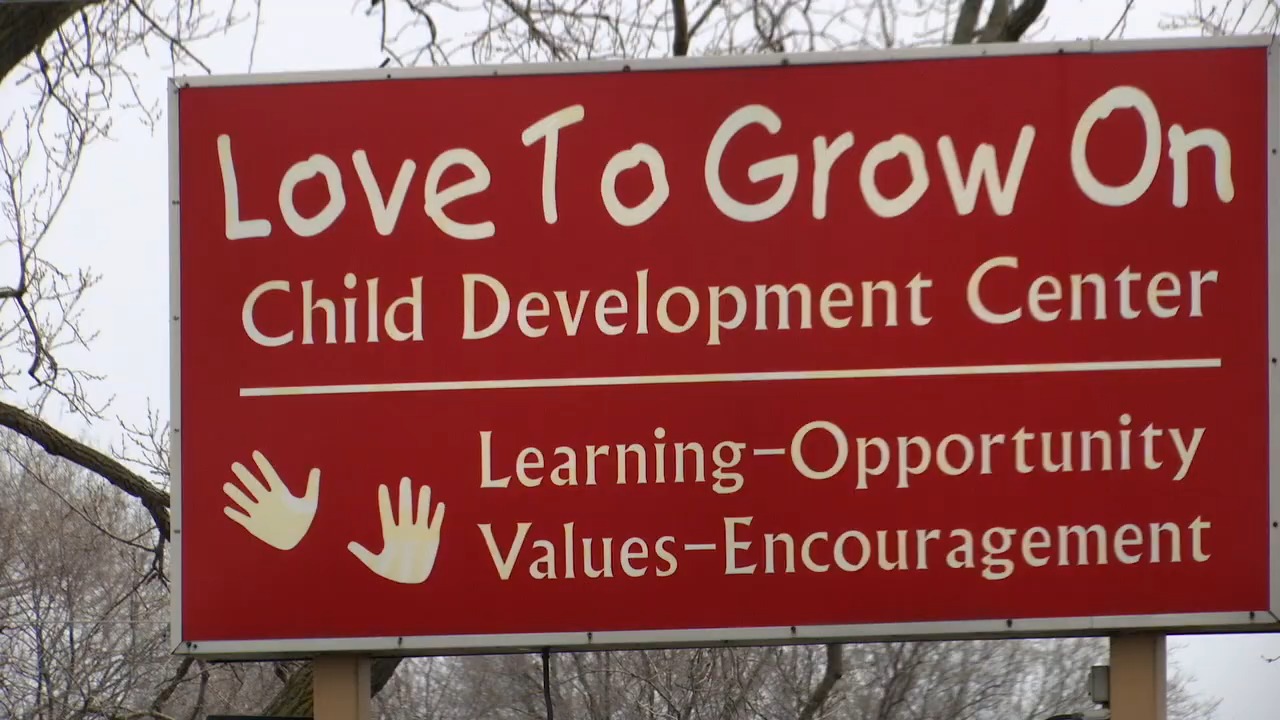 Love To Grow On
Child Development Center
Learning-Opportunity
Values-Encouragement